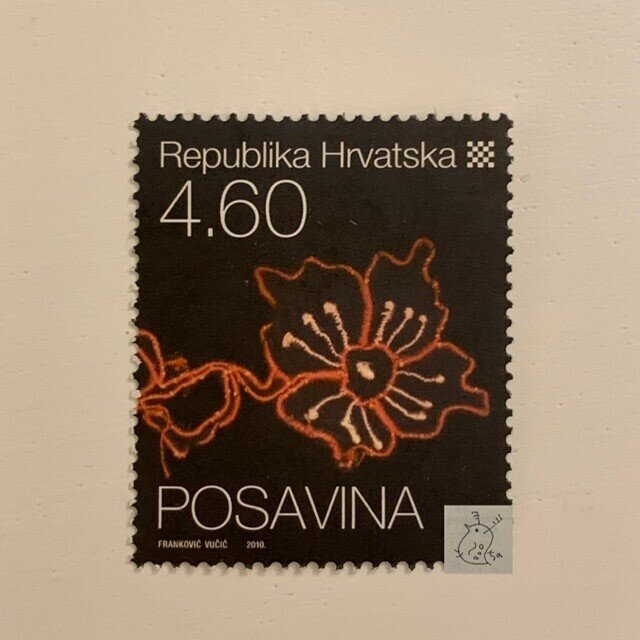 Republika Hrvatska
4.60
POSAVINA
FRANKOVIĆ VUČIĆ 2010.